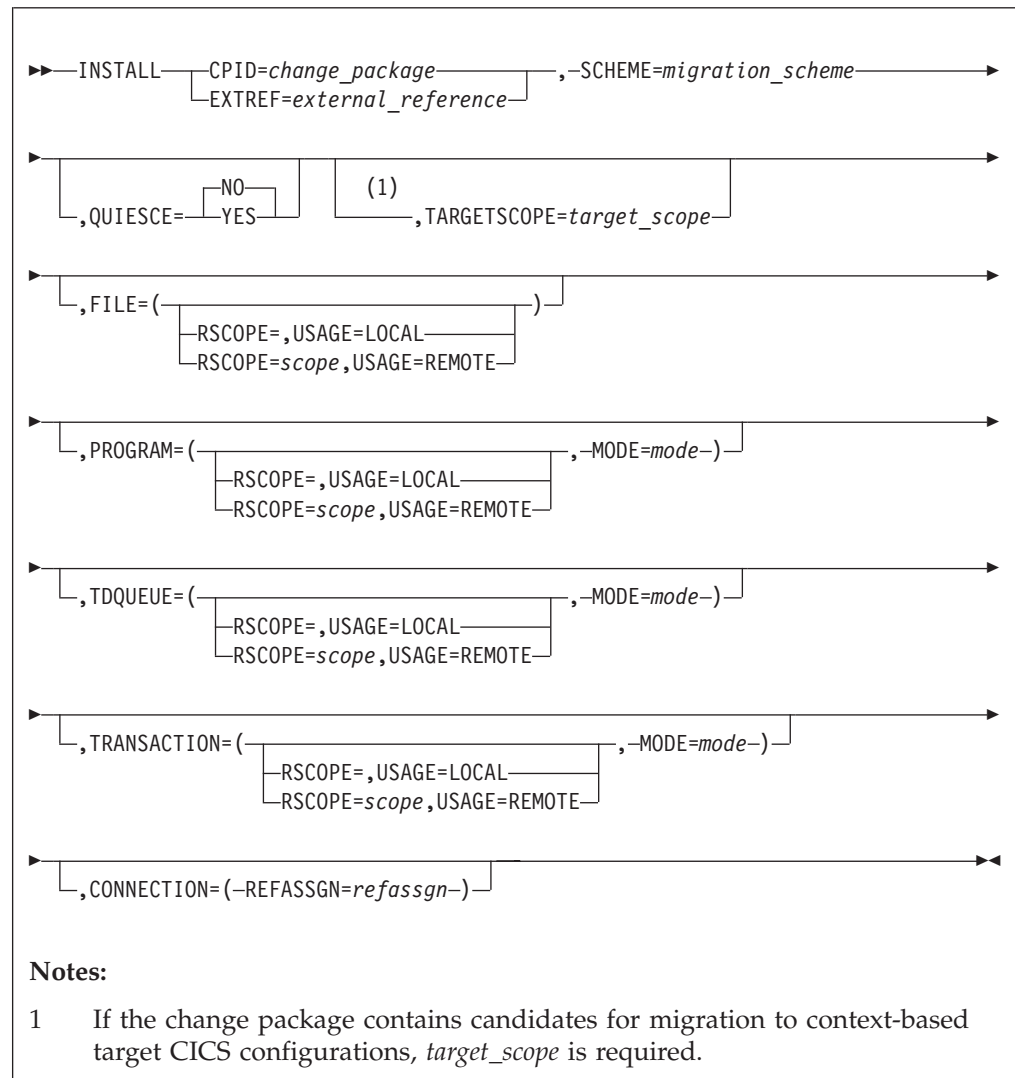 INSTALL CPID=change_package , SCHEME=migration_scheme
EXTREF=external_reference
NO (1)
,QUIESCE= YES ,TARGETSCOPE=target_scope
,FILE=( )
RSCOPE=,USAGE=LOCAL
RSCOPE=scope,USAGE=REMOTE
,PROGRAM=( ,MODE=mode )
RSCOPE=,USAGE=LOCAL
RSCOPE=scope,USAGE=REMOTE
,TDQUEUE=( ,MODE=mode )
RSCOPE=,USAGE=LOCAL
RSCOPE=scope,USAGE=REMOTE
,TRANSACTION=( ,MODE=mode )
RSCOPE=,USAGE=LOCAL
RSCOPE=scope,USAGE=REMOTE
,CONNECTION=( REFASSGN=refassgn )
Notes:
1 If the change package contains candidates for migration to context-based
target CICS configurations, target_scope is required.